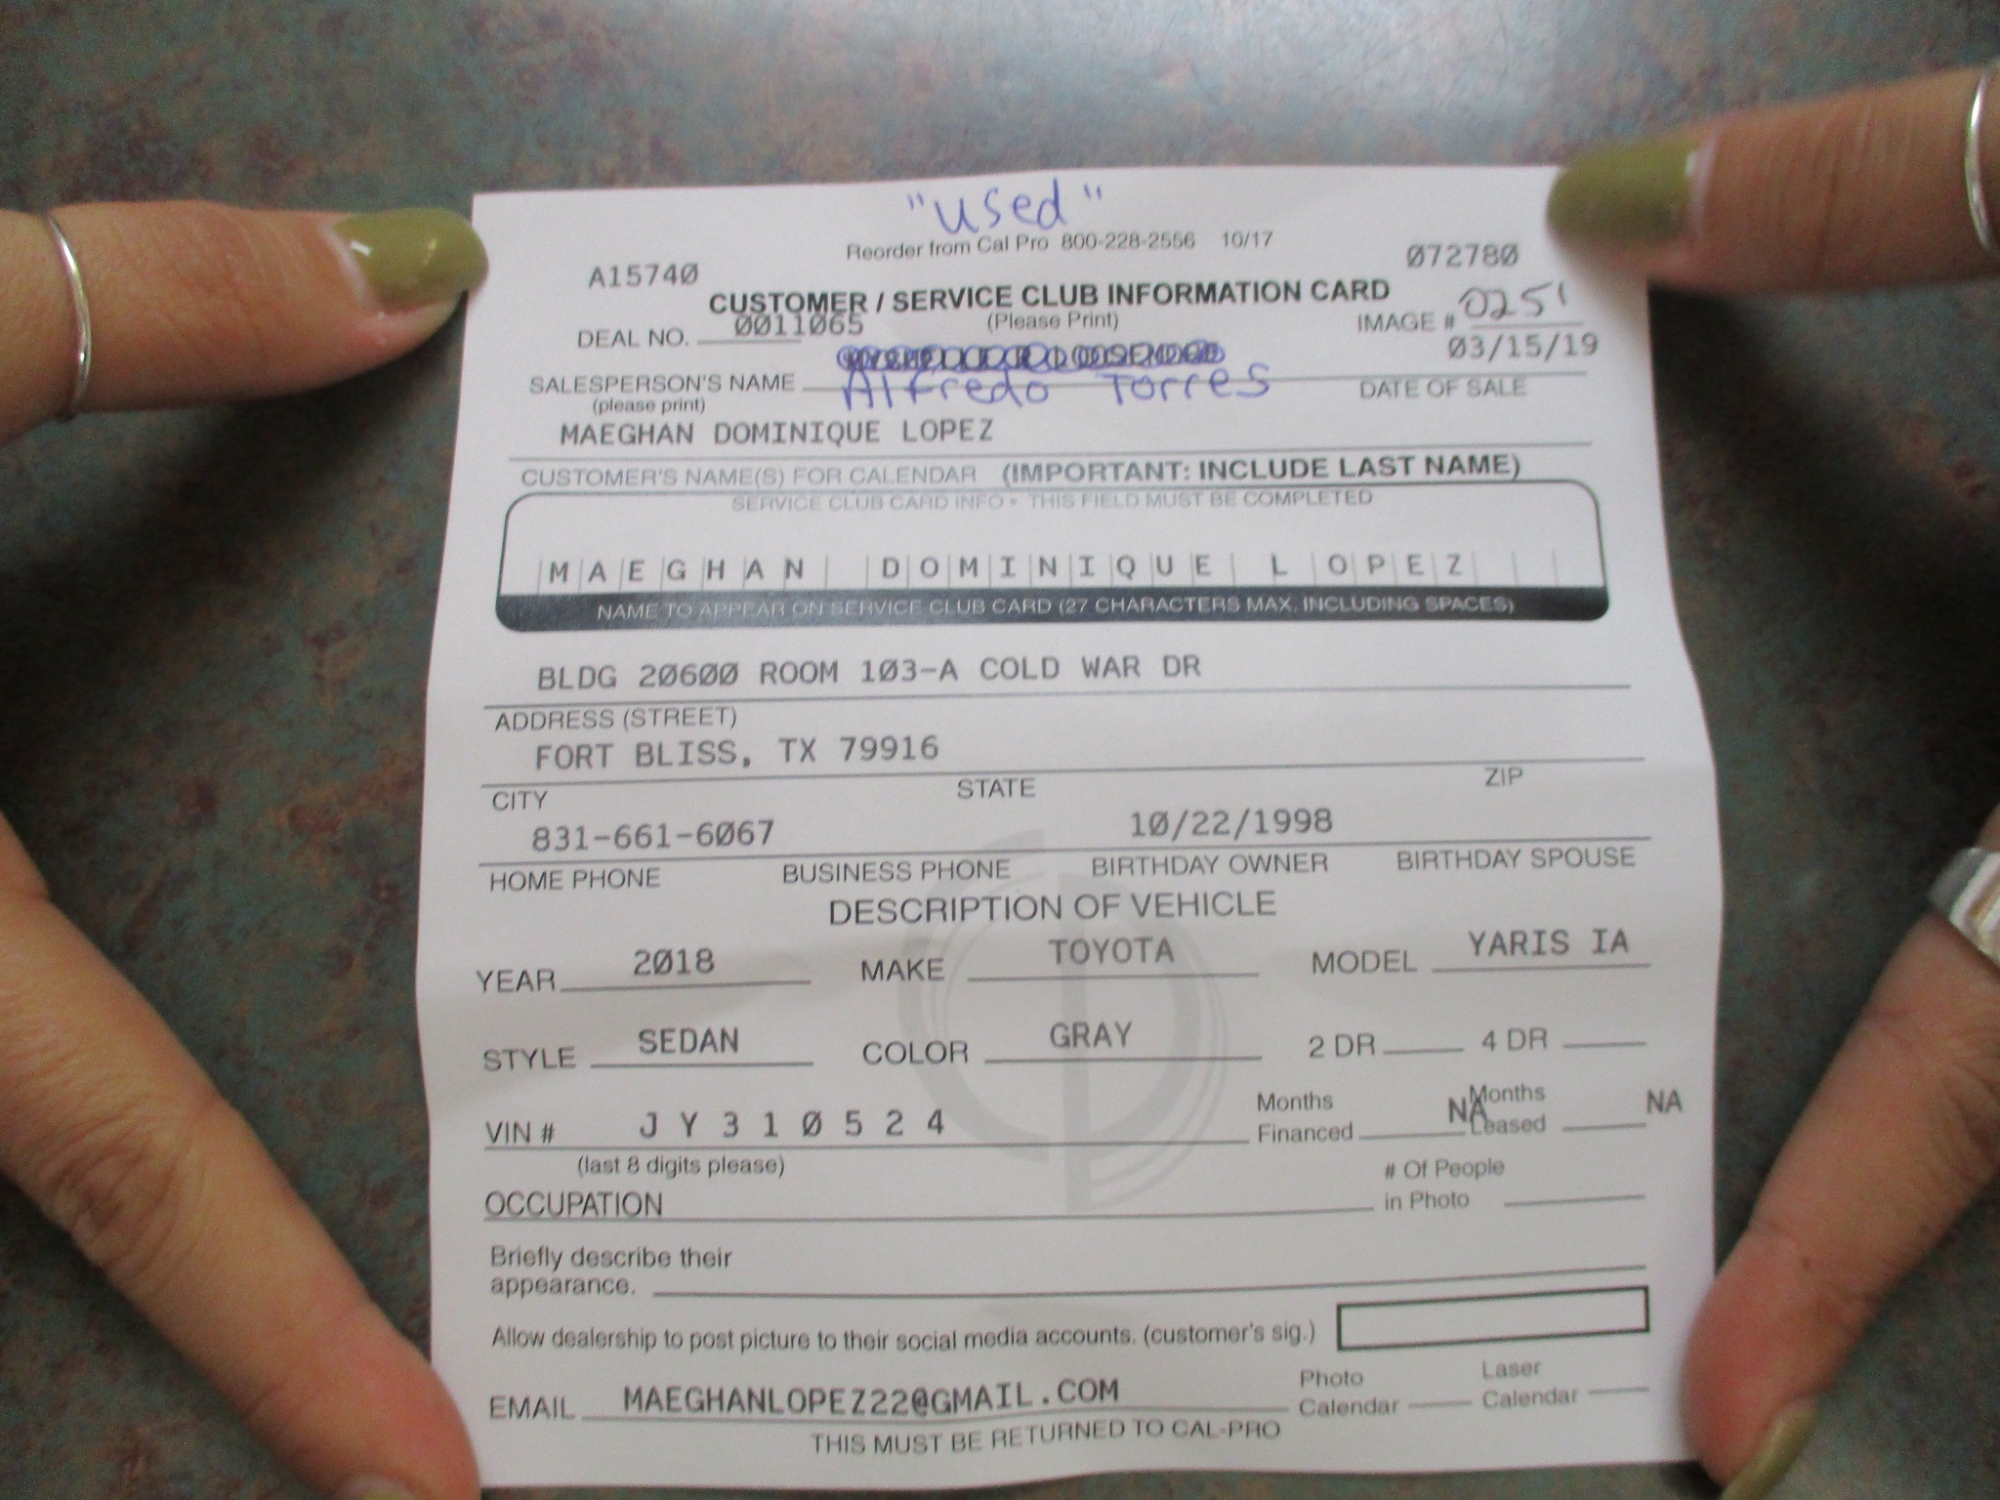 "used"
Reorder from Cal Pro 800-228-2556 10/17
A15740 072780
CUSTOMER / SERVICE CLUB INFORMATION CARD
DEAL NO. 0011065 (Please Print) IMAGE # 0251
03/15/19
SALESPERSON'S NAME Alfredo Torres DATE OF SALE
(please print)
MAEGHAN DOMINIQUE LOPEZ
CUSTOMER'S NAME(S) FOR CALENDAR (IMPORTANT: INCLUDE LAST NAME)
SERVICE CLUB CARD INFO • THIS FIELD MUST BE COMPLETED
MAEGHAN DOMINIQUE LOPEZ
NAME TO APPEAR ON SERVICE CLUB CARD (27 CHARACTERS MAX. INCLUDING SPACES)
BLDG 20600 ROOM 103-A COLD WAR DR
ADDRESS (STREET)
FORT BLISS, TX 79916
CITY STATE ZIP
831-661-6067 10/22/1998
HOME PHONE BUSINESS PHONE BIRTHDAY OWNER BIRTHDAY SPOUSE
DESCRIPTION OF VEHICLE
YEAR 2018 MAKE TOYOTA MODEL YARIS IA
STYLE SEDAN COLOR GRAY 2 DR 4 DR
VIN # J Y 3 1 0 5 2 4 Months Financed NA Months Leased NA
(last 8 digits please)
OCCUPATION # Of People in Photo
Briefly describe their
appearance.
Allow dealership to post picture to their social media accounts. (customer's sig.)
EMAIL MAEGHANLOPEZ22@GMAIL.COM Photo Calendar Laser Calendar
THIS MUST BE RETURNED TO CAL-PRO